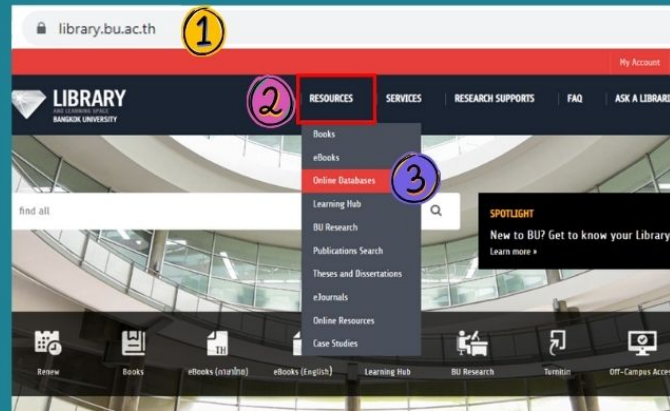 library.bu.ac.th
1
My Account
LIBRARY
AND LEARNING SPACE
BANGKOK UNIVERSITY
2
RESOURCES
SERVICES
RESEARCH SUPPORTS
FAQ
ASK A LIBRARI
Books
eBooks
Online Databases
3
Learning Hub
BU Research
Publications Search
Theses and Dissertations
eJournals
Online Resources
Case Studies
find all
SPOTLIGHT
New to BU? Get to know your Library
Learn more »
TH
Renew
Books
eBooks (ภาษาไทย)
eBooks (English)
Learning Hub
BU Research
Turnitin
Off-Campus Acces